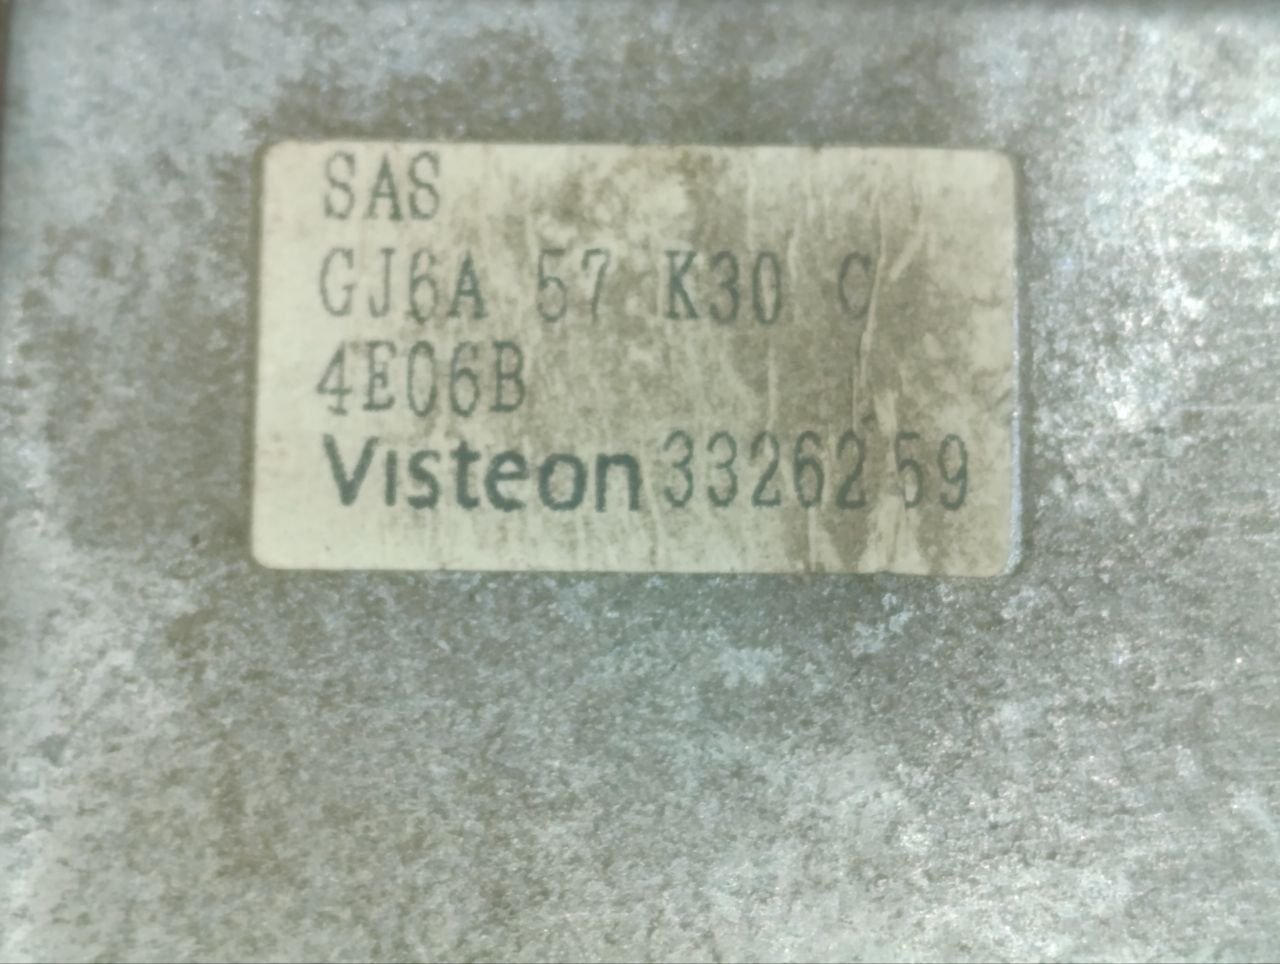 SAS
GJ6A 57 K30 C
4E06B
Visteon 3326259